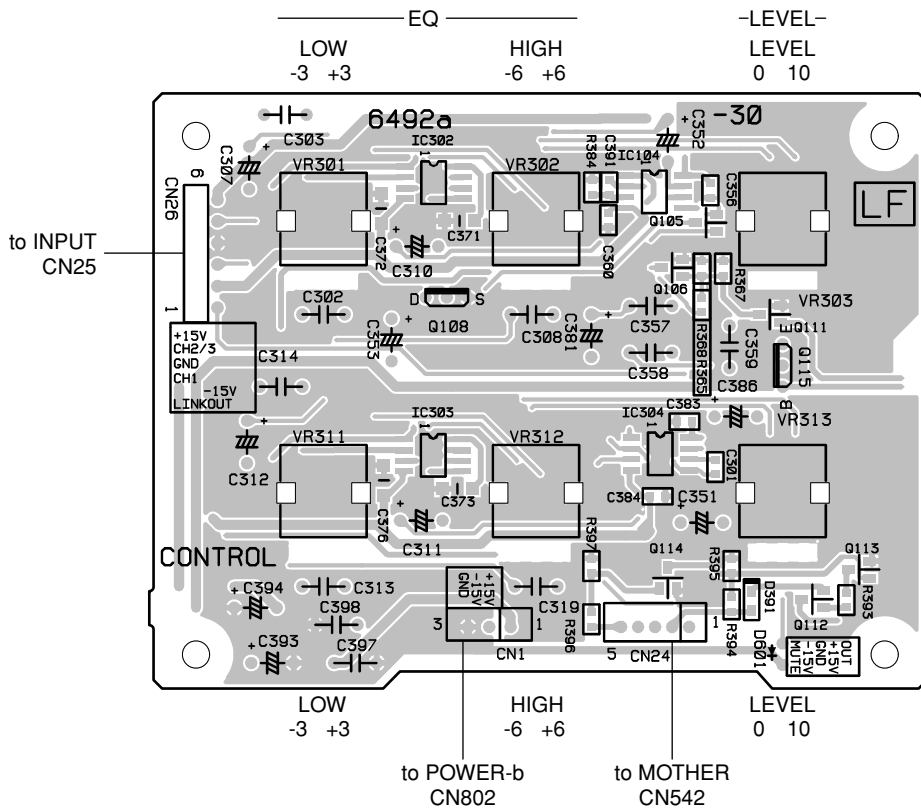 EQ
LEVEL
LOW
HIGH
LEVEL
-3 +3
-6 +6
0 10
C303
6492a
-30
C352
C307
IC302
1
R384
C391
IC104
1
VR301
VR302
C356
6
CN26
LF
C371
Q105
C372
C310
C360
to INPUT
CN25
D
S
Q106
R367
C302
Q108
C308
C381
C357
VR303
E
Q111
C353
R368
R365
C359
Q115
1
+15V
CH2/3
GND
CH1
-15V
LINKOUT
C314
C358
C386
B
IC303
1
IC304
1
C383
VR311
VR312
VR313
C312
C301
C376
C373
C384
C351
C311
R397
Q114
R395
Q113
CONTROL
C394
C313
+15V
-15V
GND
C319
D391
R393
C398
3
1
R396
5
1
R394
Q112
C393
C397
CN1
CN24
D601
OUT
+15V
GND
-15V
MUTE
LOW
HIGH
LEVEL
-3 +3
-6 +6
0 10
to POWER-b
CN802
to MOTHER
CN542